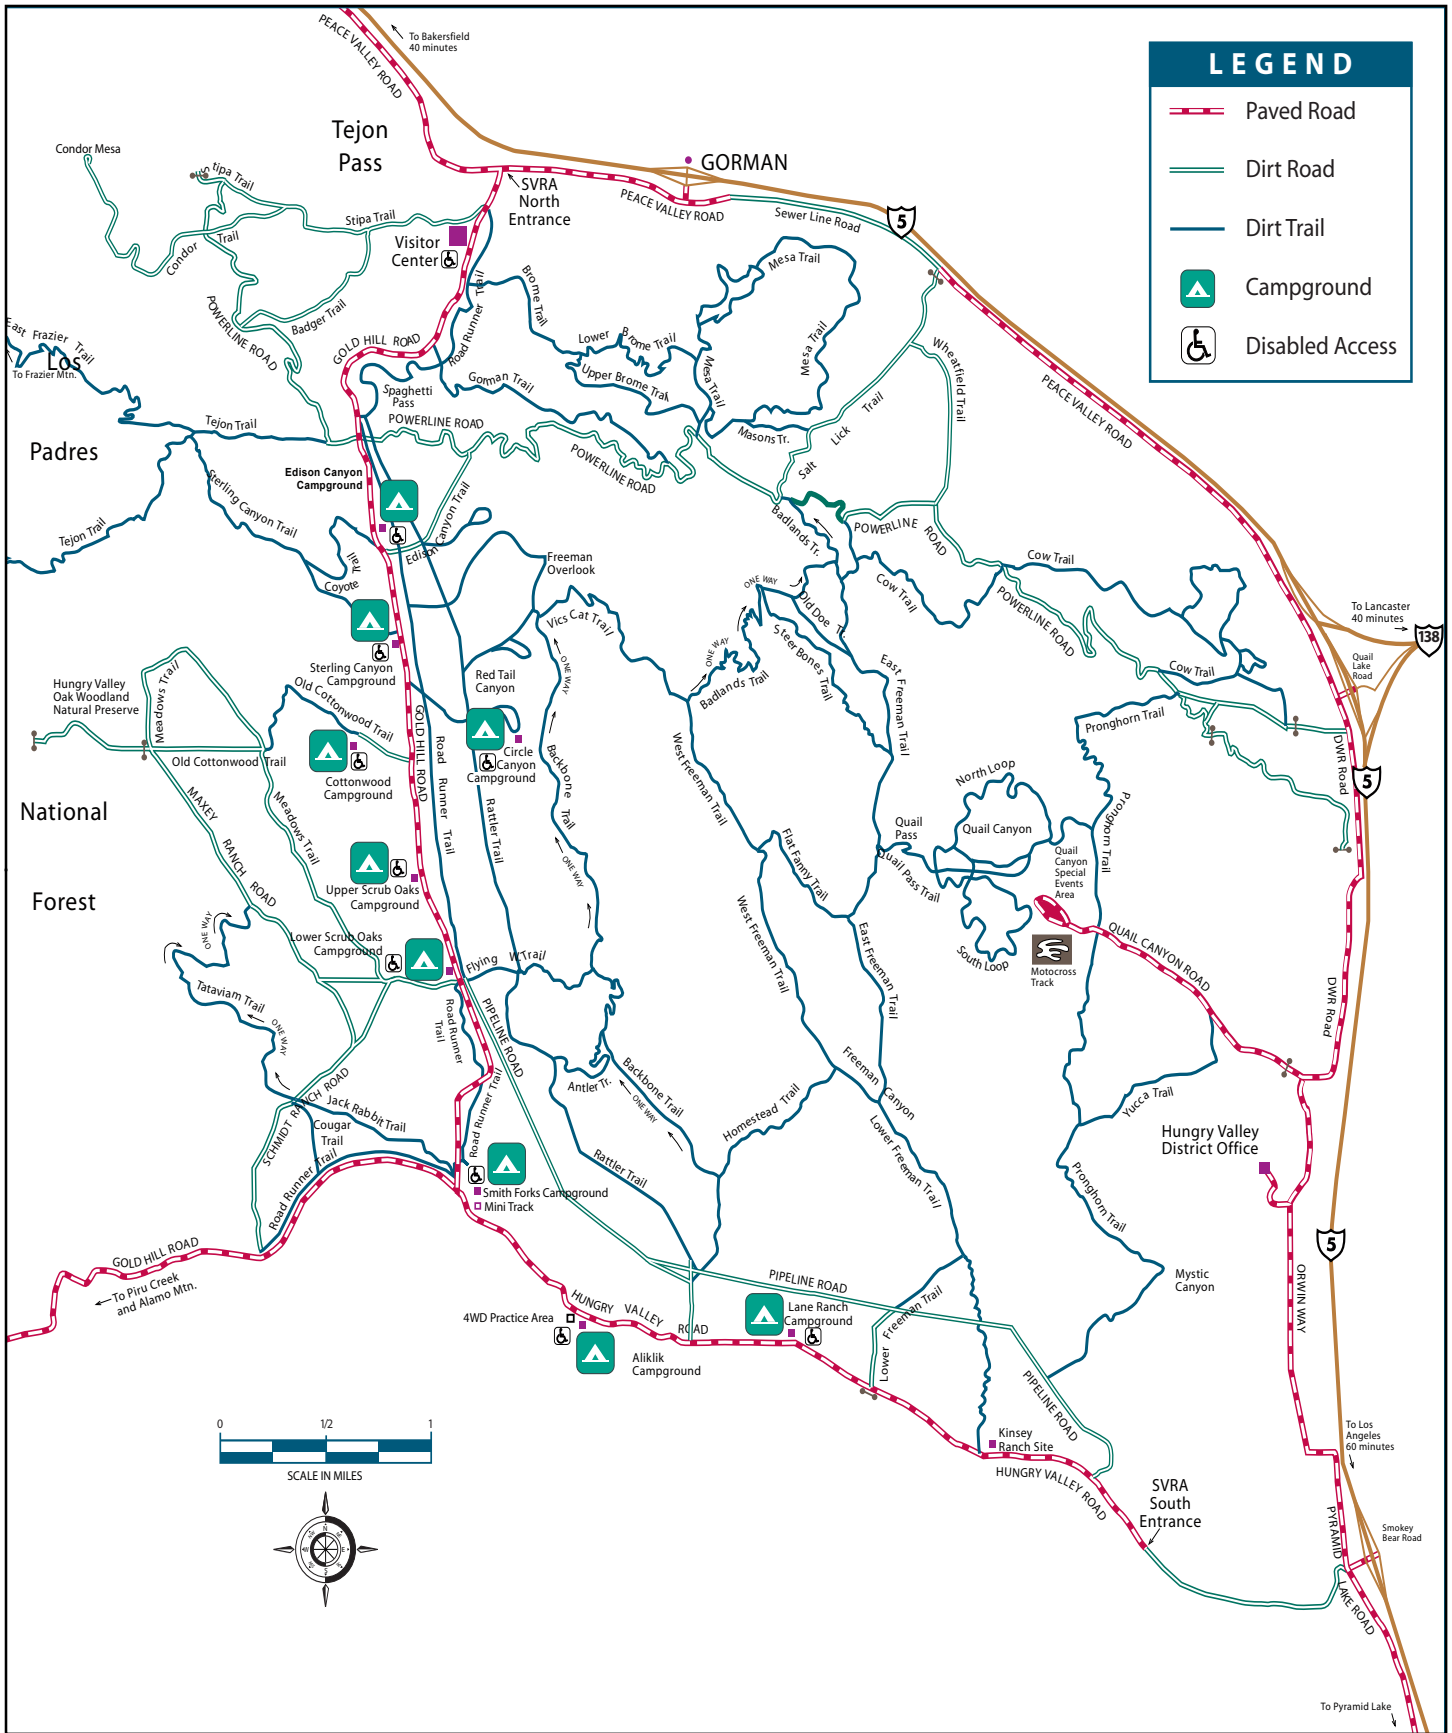 PEACE VALLEY ROAD
To Bakersfield
40 minutes
LEGEND
Paved Road
Dirt Road
Dirt Trail
Campground
Disabled Access
Tejon
Pass
Condor Mesa
Stipa Trail
SVRA
North
Entrance
GORMAN
PEACE VALLEY ROAD
Sewer Line Road
5
Stipa Trail
Condor Trail
Visitor
Center
Mesa Trail
Brome Trail
Road Runner Trail
POWERLINE ROAD
Badger Trail
GOLD HILL ROAD
Lower Brome Trail
Mesa Trail
Mesa Trail
Wheatfield Trail
East Frazier Trail
Los
To Frazier Mtn.
Upper Brome Trail
Gorman Trail
Spaghetti
Pass
PEACE VALLEY ROAD
Tejon Trail
POWERLINE ROAD
Masons Tr.
Salt Lick Trail
Padres
Edison Canyon
Campground
POWERLINE ROAD
Sterling Canyon Trail
Edison Canyon Trail
Badlands Tr.
POWERLINE ROAD
Tejon Trail
Coyote Trail
Freeman
Overlook
Cow Trail
Cow Trail
ONE WAY
Old Doe Tr.
POWERLINE ROAD
To Lancaster
40 minutes
138
Vics Cat Trail
Steer Bones Trail
ONE WAY
Quail
Lake
Road
Sterling Canyon
Campground
Red Tail
Canyon
ONE WAY
Badlands Trail
East Freeman Trail
Cow Trail
Hungry Valley
Oak Woodland
Natural Preserve
Meadows Trail
Old Cottonwood Trail
Pronghorn Trail
Old Cottonwood Trail
Cottonwood
Campground
GOLD HILL ROAD
Road Runner Trail
Circle
Canyon
Campground
Backbone Trail
West Freeman Trail
DWR Road
5
National
MAXEY RANCH ROAD
Meadows Trail
Rattler Trail
North Loop
Quail Canyon
Quail
Pass
Pronghorn Trail
Quail
Canyon
Special
Events
Area
Flat Fanny Trail
Quail Pass Trail
ONE WAY
Forest
Upper Scrub Oaks
Campground
ONE WAY
Lower Scrub Oaks
Campground
Flying W Trail
West Freeman Trail
East Freeman Trail
South Loop
Motocross
Track
QUAIL CANYON ROAD
Tataviam Trail
ONE WAY
Road Runner Trail
PIPELINE ROAD
DWR Road
SCHMIDT RANCH ROAD
Antler Tr.
Backbone Trail
ONE WAY
Freeman Canyon
Homestead Trail
Yucca Trail
Jack Rabbit Trail
Cougar
Trail
Road Runner Trail
Lower Freeman Trail
Hungry Valley
District Office
Road Runner Trail
Rattler Trail
Smith Forks Campground
Mini Track
Pronghorn Trail
GOLD HILL ROAD
To Piru Creek
and Alamo Mtn.
5
PIPELINE ROAD
Mystic
Canyon
ORWIN WAY
4WD Practice Area
HUNGRY VALLEY ROAD
Lane Ranch
Campground
Lower Freeman Trail
Aliklik
Campground
PIPELINE ROAD
0 1/2 1
SCALE IN MILES
Kinsey
Ranch Site
HUNGRY VALLEY ROAD
To Los
Angeles
60 minutes
SVRA
South
Entrance
N
E
S
W
Smokey
Bear Road
PYRAMID LAKE ROAD
To Pyramid Lake